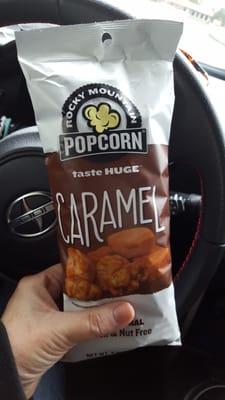 ROCKY MOUNTAIN
POPCORN
taste HUGE
CARAMEL
& Nut Free